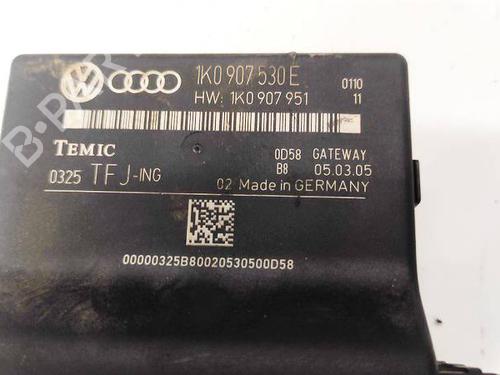 1K0 907 530 E
0110
HW: 1K0 907 951
11
TEMIC
0D58 GATEWAY
0325 TFJ-ING
B8 05.03.05
02 Made in GERMANY
00000325B80020530500D58
B-PARTS